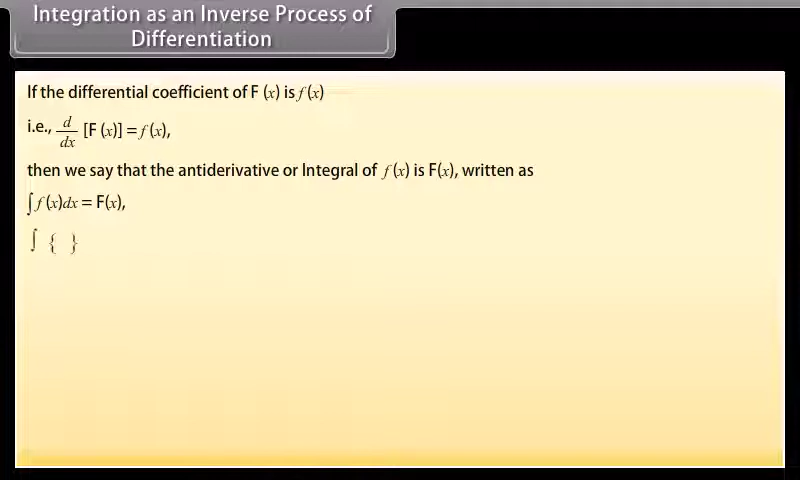 Integration as an Inverse Process of
Differentiation
If the differential coefficient of F (x) is f (x)
i.e., d/dx [F (x)] = f (x),
then we say that the antiderivative or Integral of f (x) is F(x), written as
∫ f (x)dx = F(x),
∫ { }